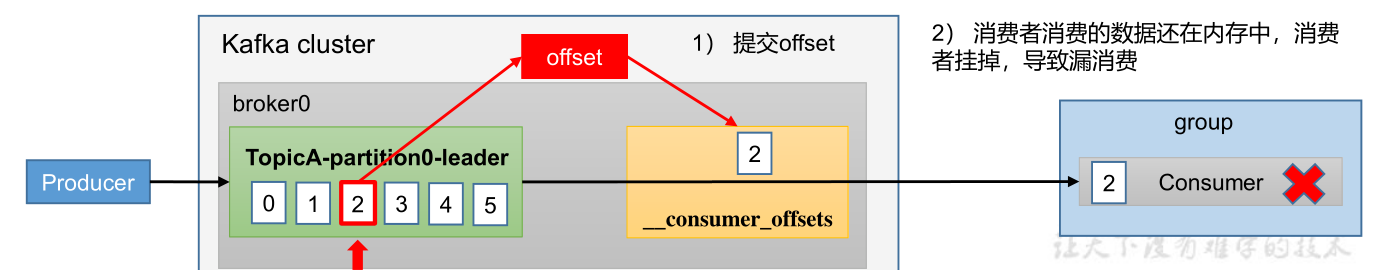 Kafka cluster
1） 提交offset
2） 消费者消费的数据还在内存中，消费
者挂掉，导致漏消费
offset
broker0
group
TopicA-partition0-leader
2
Producer
0 1 2 3 4 5
2 Consumer
__consumer_offsets
让天下没有难学的技术